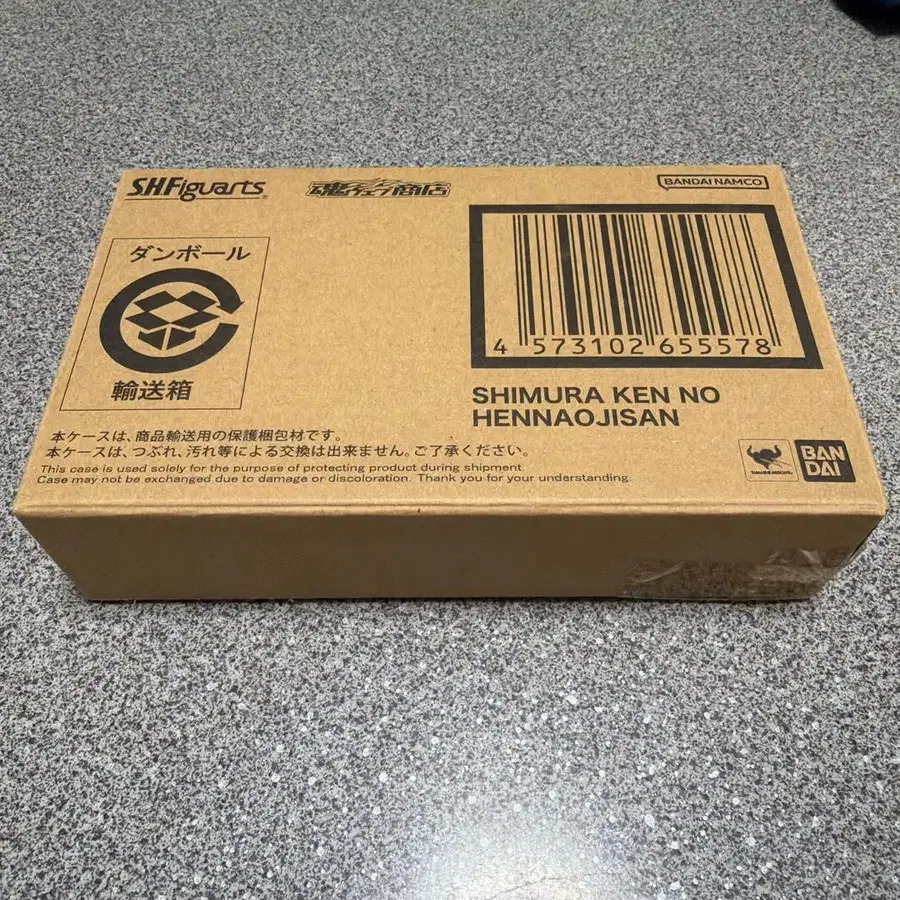 S.H.Figuarts
魂ウェブ商店
BANDAI NAMCO
ダンボール
輸送箱
4 573102 655578
SHIMURA KEN NO
HENNAOJISAN
本ケースは、商品輸送用の保護梱包材です。
本ケースは、つぶれ、汚れ等による交換は出来ません。ご了承ください。
This case is used solely for the purpose of protecting product during shipment.
Case may not be exchanged due to damage or discoloration. Thank you for your understanding.
TAMASHII NATIONS
BAN
DAI